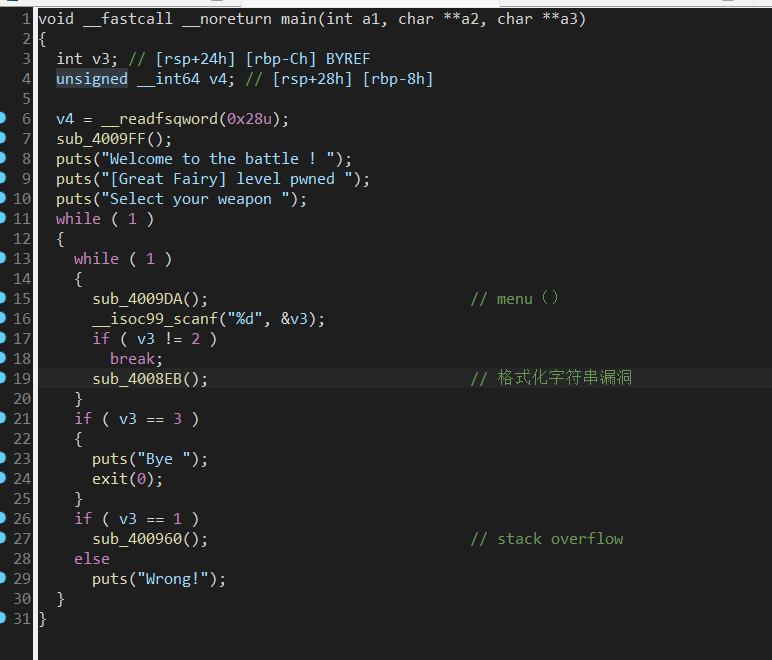 1 void __fastcall __noreturn main(int a1, char **a2, char **a3)
2 {
3 int v3; // [rsp+24h] [rbp-Ch] BYREF
4 unsigned __int64 v4; // [rsp+28h] [rbp-8h]
5
6 v4 = __readfsqword(0x28u);
7 sub_4009FF();
8 puts("Welcome to the battle ! ");
9 puts("[Great Fairy] level pwned ");
10 puts("Select your weapon ");
11 while ( 1 )
12 {
13 while ( 1 )
14 {
15 sub_4009DA(); // menu（）
16 __isoc99_scanf("%d", &v3);
17 if ( v3 != 2 )
18 break;
19 sub_4008EB(); // 格式化字符串漏洞
20 }
21 if ( v3 == 3 )
22 {
23 puts("Bye ");
24 exit(0);
25 }
26 if ( v3 == 1 )
27 sub_400960(); // stack overflow
28 else
29 puts("Wrong!");
30 }
31 }